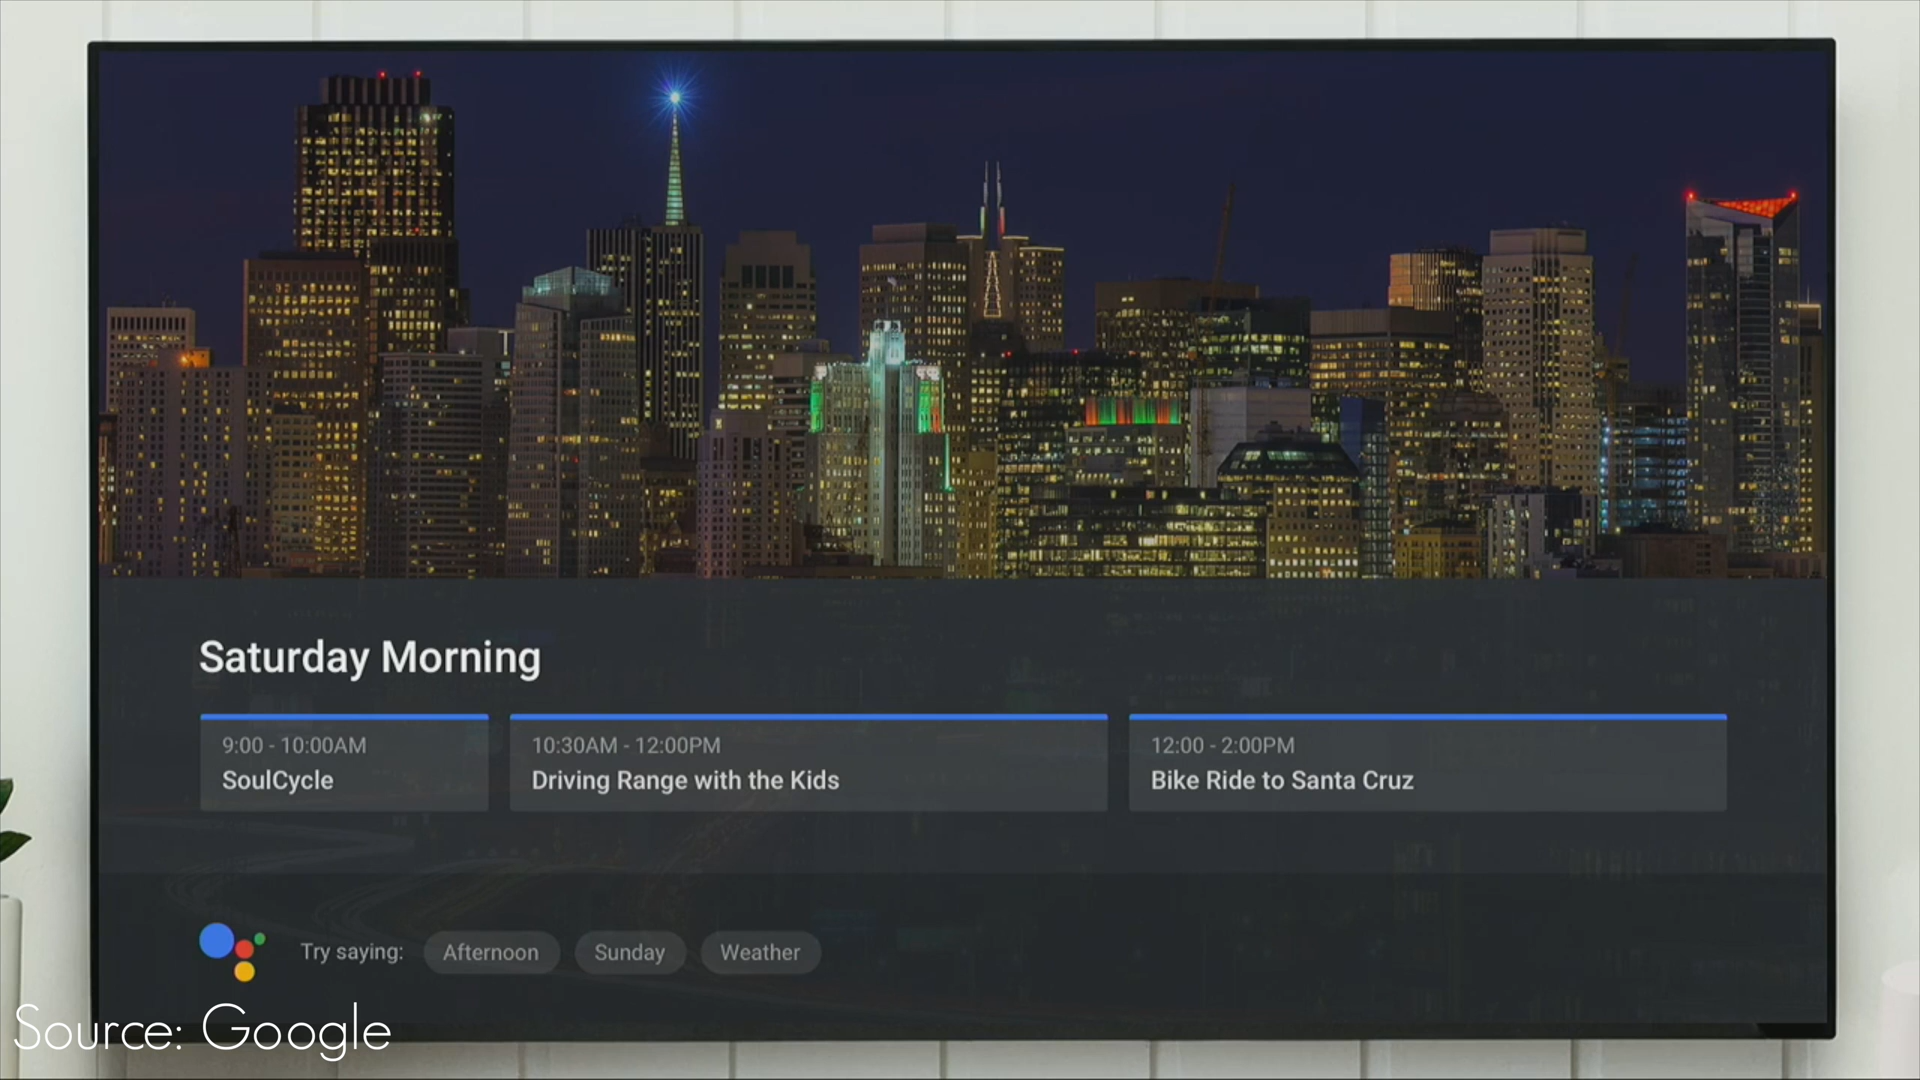 Saturday Morning
9:00 - 10:00AM
SoulCycle
10:30AM - 12:00PM
Driving Range with the Kids
12:00 - 2:00PM
Bike Ride to Santa Cruz
Try saying: Afternoon Sunday Weather
Source: Google